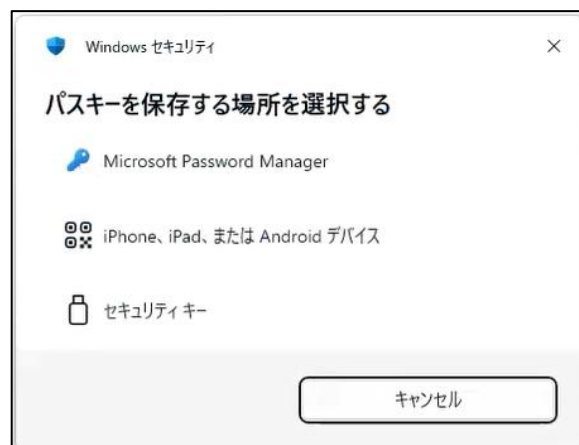 Windows セキュリティ
パスキーを保存する場所を選択する
Microsoft Password Manager
iPhone、iPad、または Android デバイス
セキュリティ キー
キャンセル